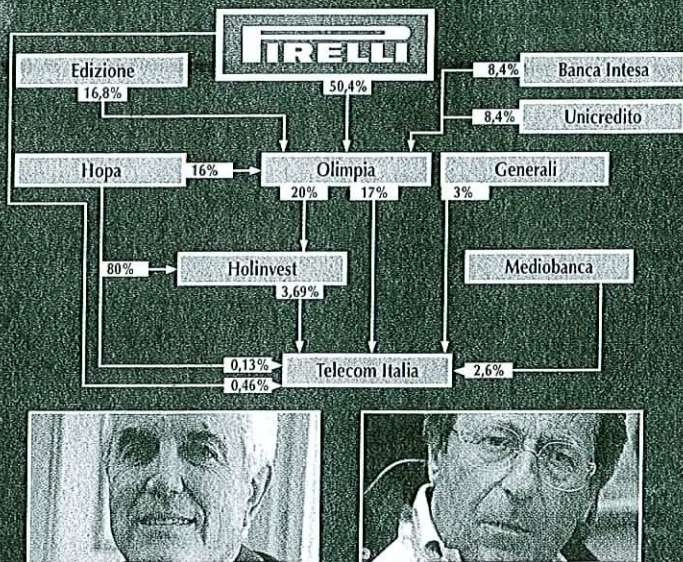 PIRELLI
Edizione
16,8%
50,4%
8,4%
Banca Intesa
8,4%
Unicredito
Hopa
16%
Olimpia
20%
17%
Generali
3%
80%
Holinvest
3,69%
Mediobanca
0,13%
0,46%
Telecom Italia
2,6%